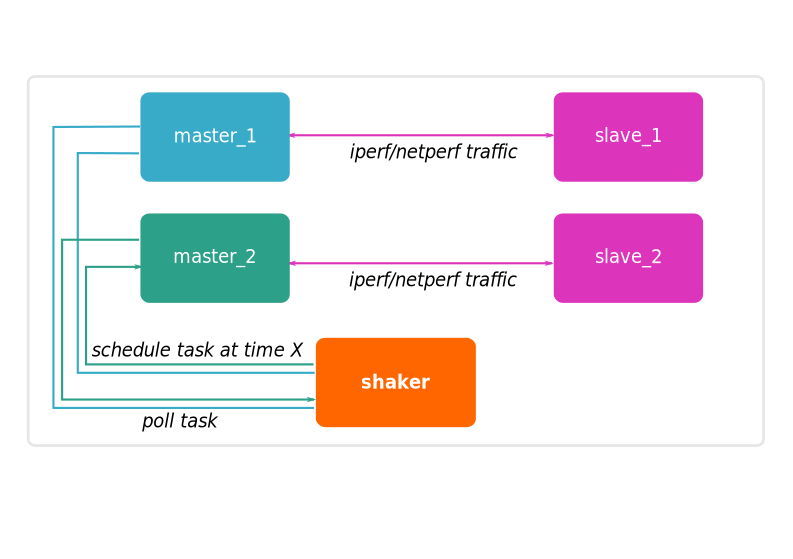 master_1
slave_1
iperf/netperf traffic
master_2
slave_2
iperf/netperf traffic
schedule task at time X
shaker
poll task